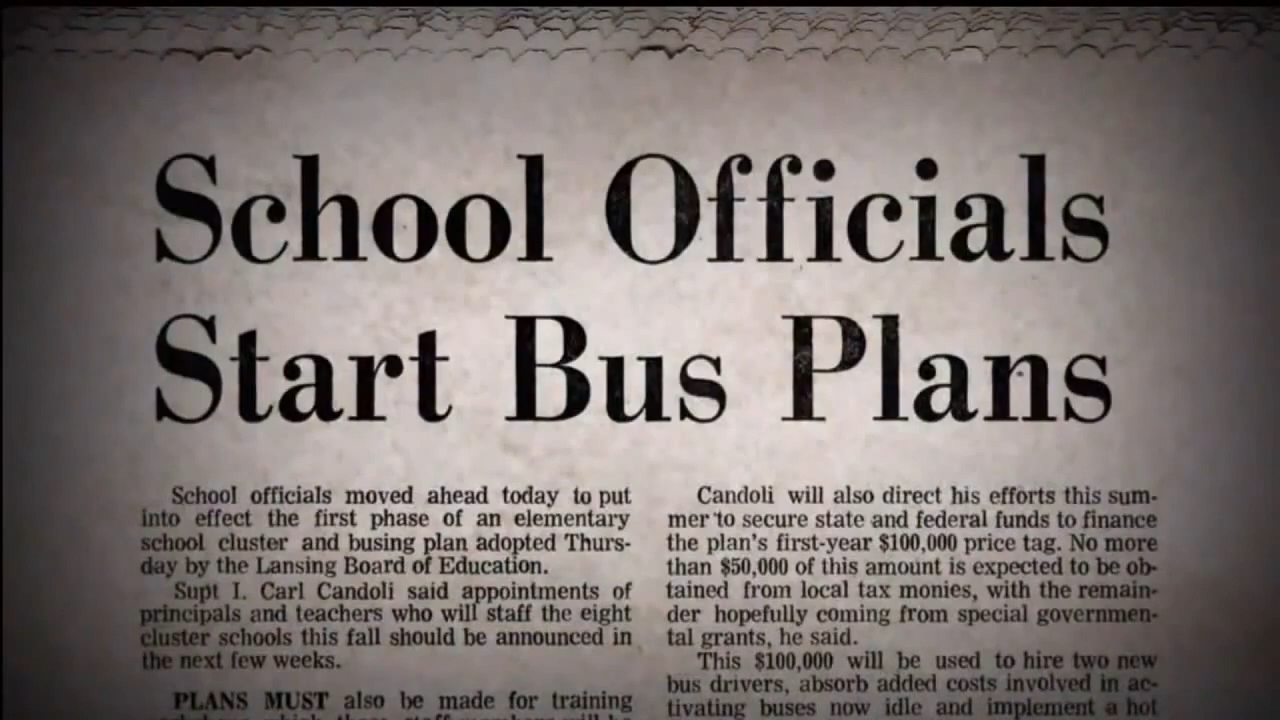 School Officials
Start Bus Plans
School officials moved ahead today to put
into effect the first phase of an elementary
school cluster and busing plan adopted Thurs-
day by the Lansing Board of Education.
Supt I. Carl Candoli said appointments of
principals and teachers who will staff the eight
cluster schools this fall should be announced in
the next few weeks.
PLANS MUST also be made for training
Candoli will also direct his efforts this sum-
mer to secure state and federal funds to finance
the plan's first-year $100,000 price tag. No more
than $50,000 of this amount is expected to be ob-
tained from local tax monies, with the remain-
der hopefully coming from special governmen-
tal grants, he said.
This $100,000 will be used to hire two new
bus drivers, absorb added costs involved in ac-
tivating buses now idle and implement a hot